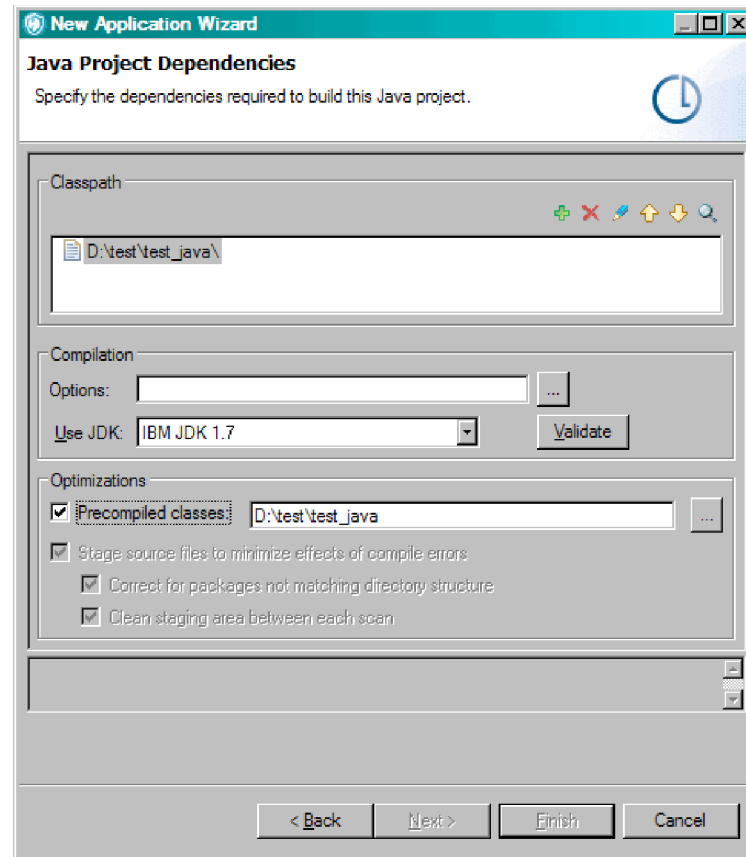 New Application Wizard
Java Project Dependencies
Specify the dependencies required to build this Java project.
Classpath
D:\test\test_java\
Compilation
Options:
...
Use JDK: IBM JDK 1.7 Validate
Optimizations
Precompiled classes: D:\test\test_java ...
Stage source files to minimize effects of compile errors
Correct for packages not matching directory structure
Clean staging area between each scan
< Back Next > Finish Cancel